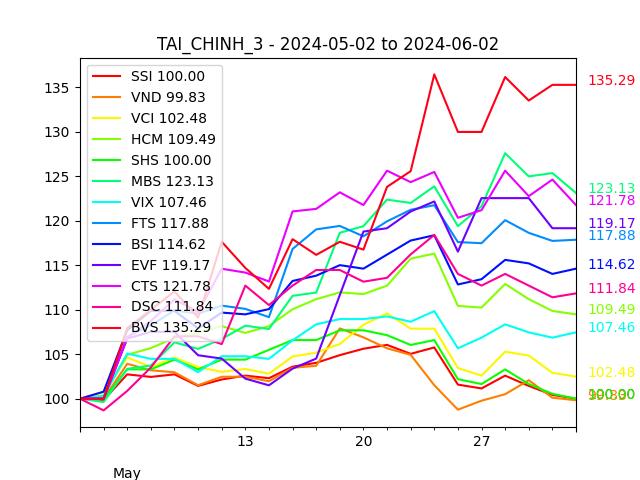 TAI_CHINH_3 - 2024-05-02 to 2024-06-02
135
130
125
120
115
110
105
100
SSI 100.00
VND 99.83
VCI 102.48
HCM 109.49
SHS 100.00
MBS 123.13
VIX 107.46
FTS 117.88
BSI 114.62
EVF 119.17
CTS 121.78
DSC 111.84
BVS 135.29
135.29
123.13
121.78
119.17
117.88
114.62
111.84
109.49
107.46
102.48
100.00
13
20
27
May